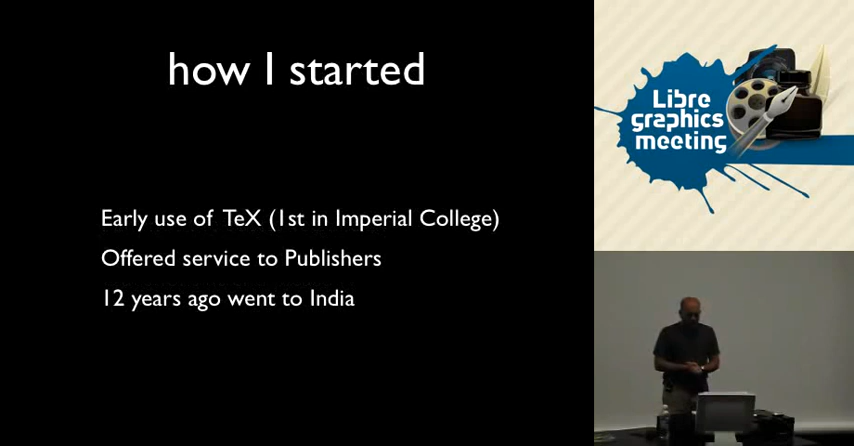 how I started
Early use of TeX (1st in Imperial College)
Offered service to Publishers
12 years ago went to India
Libre
graphics
meeting